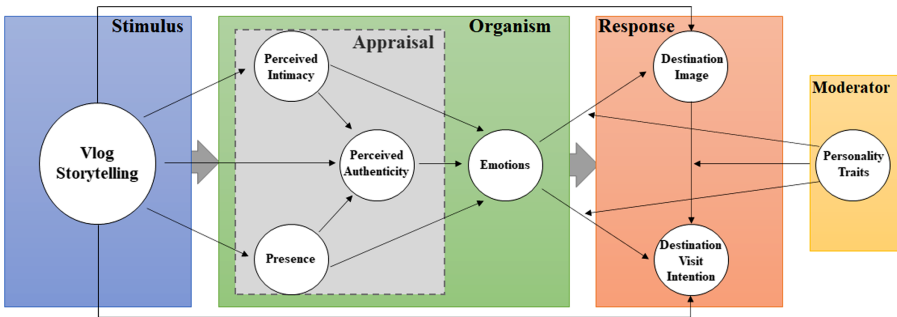 Stimulus
Vlog
Storytelling
Organism
Appraisal
Perceived
Intimacy
Perceived
Authenticity
Presence
Emotions
Response
Destination
Image
Destination
Visit
Intention
Moderator
Personality
Traits